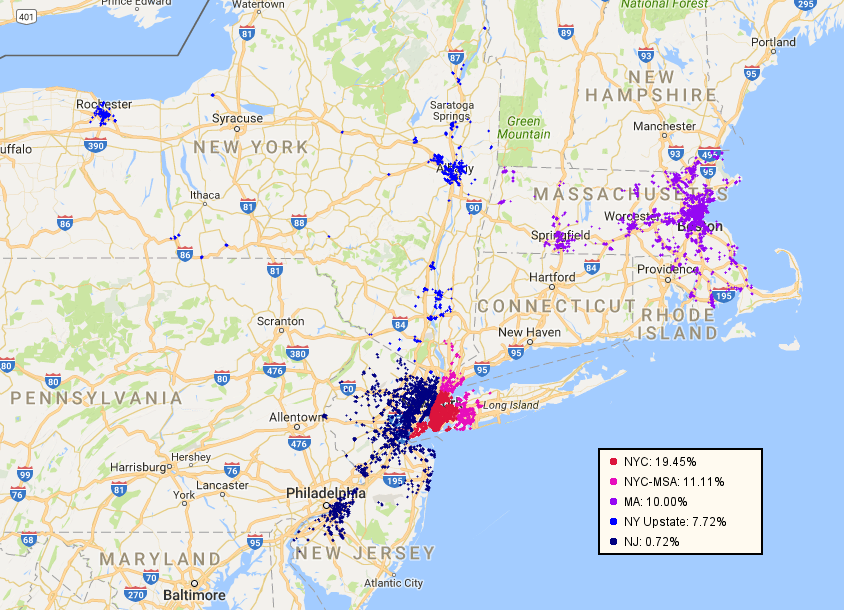 Prince Edward
Watertown
National Forest
295
401
81
89
Portland
87
93
95
NEW
HAMPSHIRE
Rochester
Saratoga
Springs
Syracuse
Green
Mountain
Manchester
390
NEW YORK
93
495
95
uffalo
Ithaca
MASSACHUSETTS
81
90
Worcester
86
88
Boston
Springfield
86
81
84
Providence
Hartford
195
CONNECTICUT
RHODE
ISLAND
Scranton
84
New Haven
380
95
80
476
95
80
80
PENNSYLVANIA
Long Island
Allentown
476
Hershey
Harrisburg
76
99
195
NYC: 19.45%
Lancaster
81
NYC-MSA: 11.11%
76
York
Philadelphia
MA: 10.00%
NY Upstate: 7.72%
68
95
NJ: 0.72%
MARYLAND
NEW JERSEY
70
Atlantic City
270
Baltimore